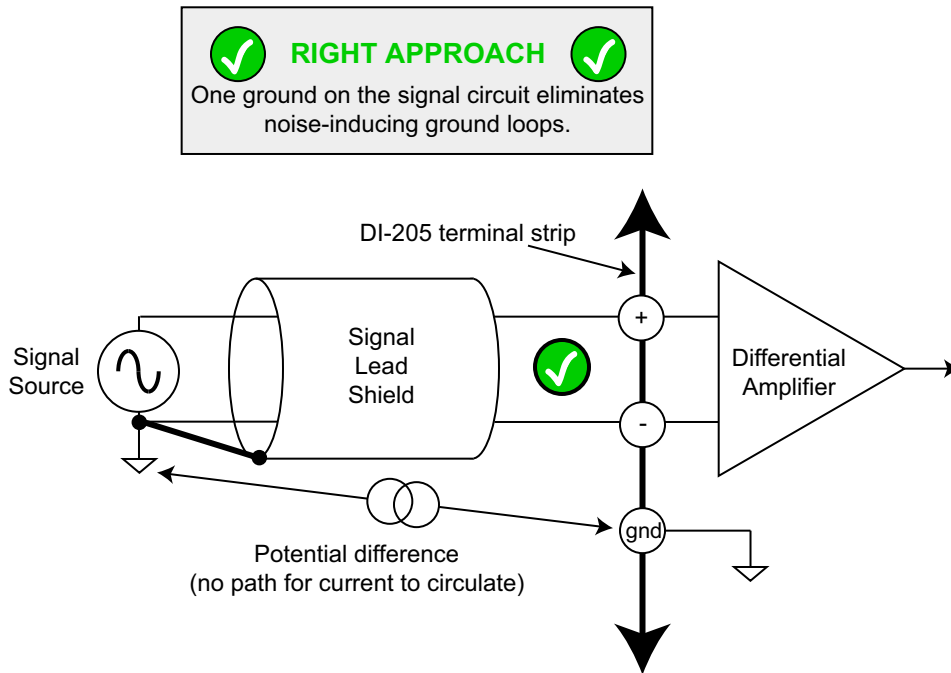 RIGHT APPROACH
One ground on the signal circuit eliminates
noise-inducing ground loops.
DI-205 terminal strip
Signal
Source
Signal
Lead
Shield
+
-
Differential
Amplifier
gnd
Potential difference
(no path for current to circulate)